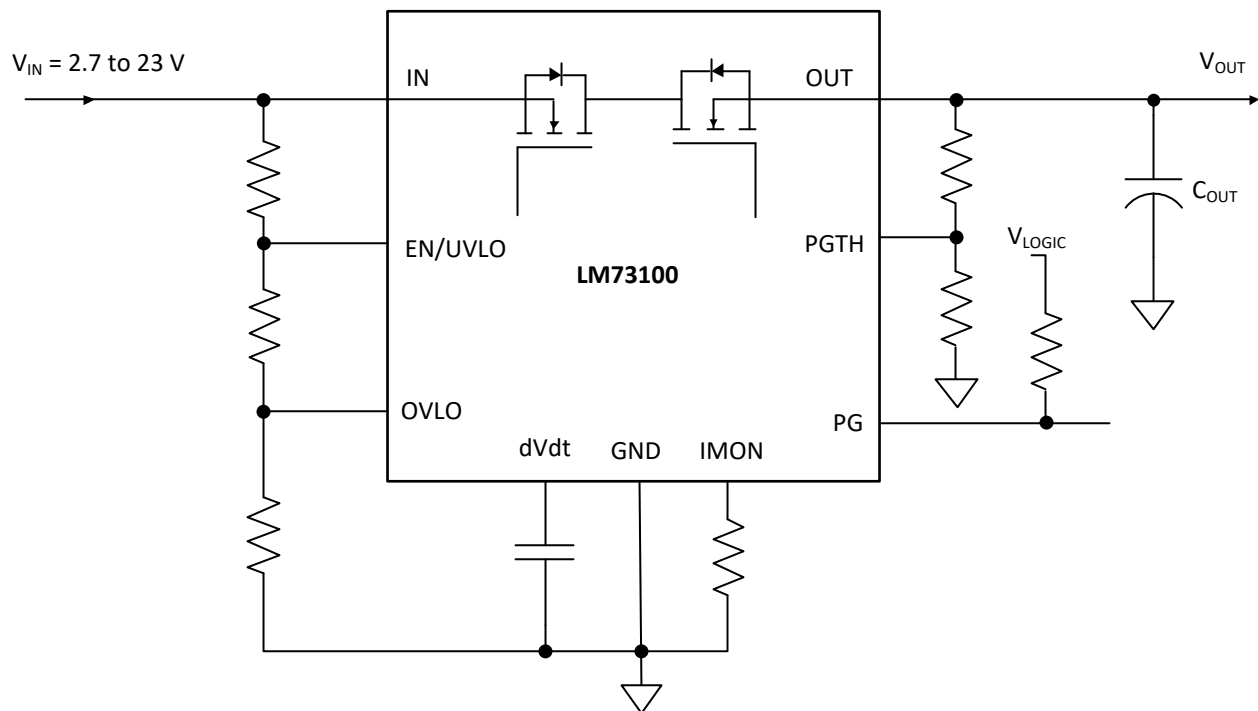 V_IN = 2.7 to 23 V
IN
OUT
V_OUT
EN/UVLO
PGTH
C_OUT
V_LOGIC
LM73100
OVLO
PG
dVdt
GND
IMON